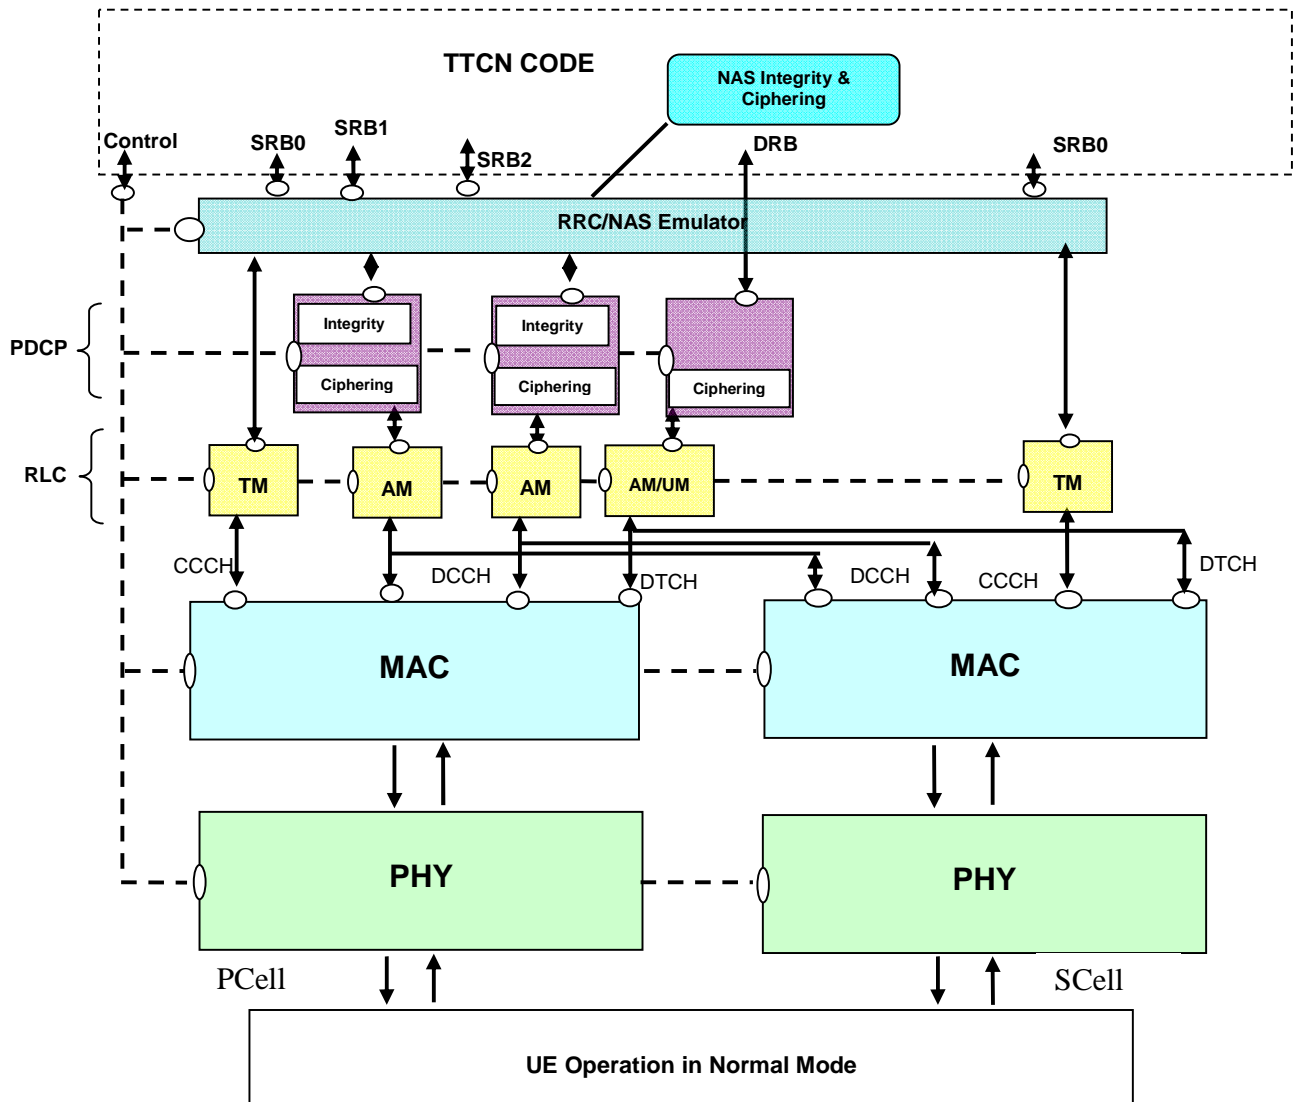 TTCN CODE
NAS Integrity &
Ciphering
Control
SRB0
SRB1
SRB2
DRB
SRB0
RRC/NAS Emulator
PDCP
Integrity
Ciphering
Integrity
Ciphering
Ciphering
RLC
TM
AM
AM
AM/UM
TM
CCCH
DCCH
DTCH
DCCH
CCCH
DTCH
MAC
MAC
PHY
PHY
PCell
SCell
UE Operation in Normal Mode